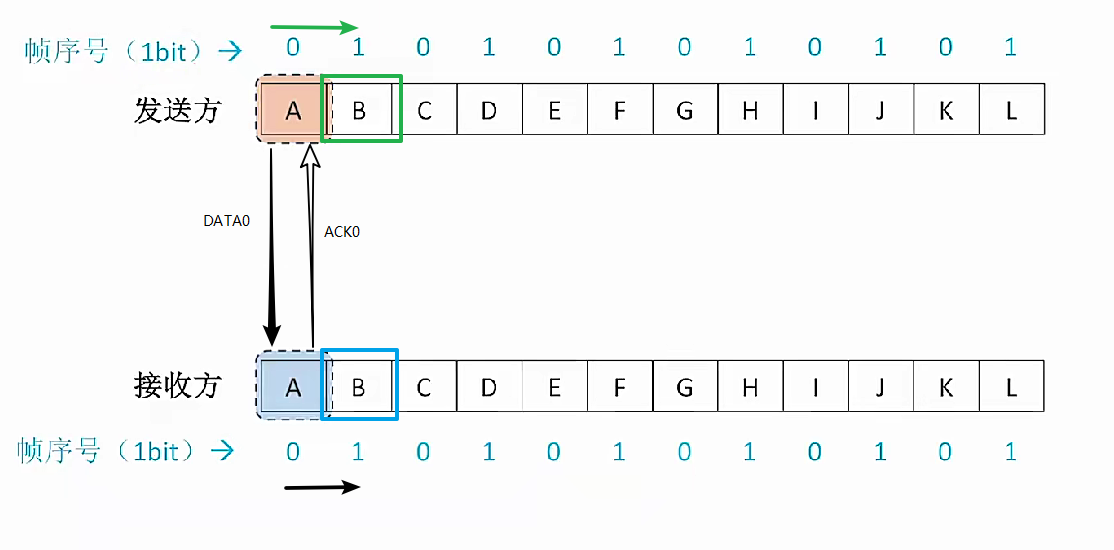 帧序号（1bit）→ 0 1 0 1 0 1 0 1 0 1 0 1
发送方 A B C D E F G H I J K L
DATA0
ACK0
接收方 A B C D E F G H I J K L
帧序号（1bit）→ 0 1 0 1 0 1 0 1 0 1 0 1